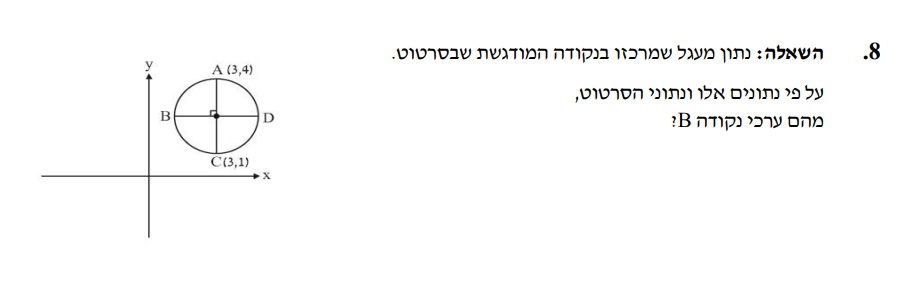 8. השאלה: נתון מעגל שמרכזו בנקודה המודגשת שבסרטוט.
על פי נתונים אלו ונתוני הסרטוט,
מהם ערכי נקודה B?
y
A (3,4)
B
D
C(3,1)
x